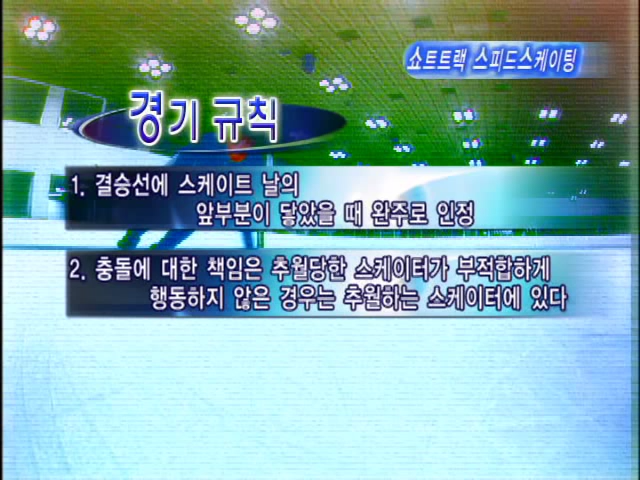 쇼트트랙 스피드스케이팅
경기 규칙
1. 결승선에 스케이트 날의
앞부분이 닿았을 때 완주로 인정
2. 충돌에 대한 책임은 추월당한 스케이터가 부적합하게
행동하지 않은 경우는 추월하는 스케이터에 있다